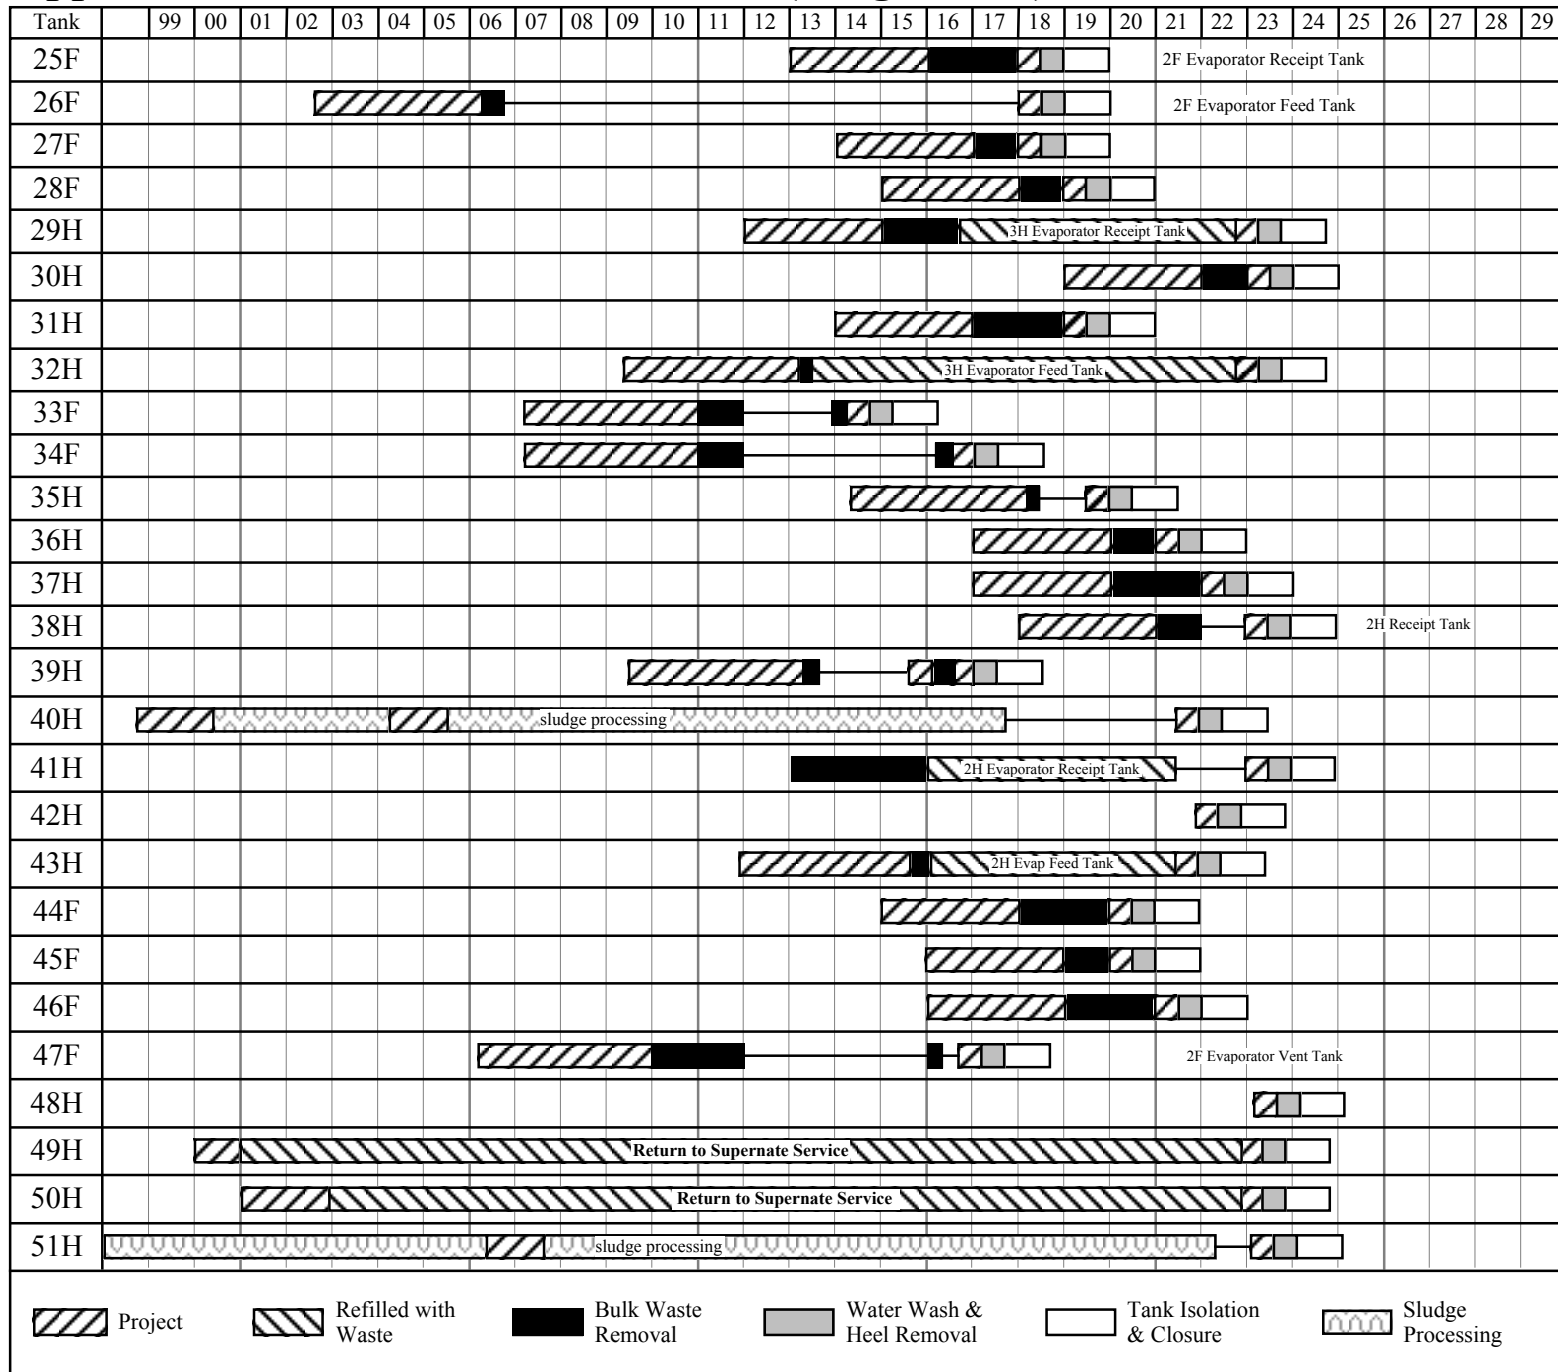 Tank 99 00 01 02 03 04 05 06 07 08 09 10 11 12 13 14 15 16 17 18 19 20 21 22 23 24 25 26 27 28 29
25F 2F Evaporator Receipt Tank
26F 2F Evaporator Feed Tank
27F
28F
29H 3H Evaporator Receipt Tank
30H
31H
32H 3H Evaporator Feed Tank
33F
34F
35H
36H
37H
38H 2H Receipt Tank
39H
40H sludge processing
41H 2H Evaporator Receipt Tank
42H
43H 2H Evap Feed Tank
44F
45F
46F
47F 2F Evaporator Vent Tank
48H
49H Return to Supernate Service
50H Return to Supernate Service
51H sludge processing
Project
Refilled with
Waste
Bulk Waste
Removal
Water Wash &
Heel Removal
Tank Isolation
& Closure
Sludge
Processing